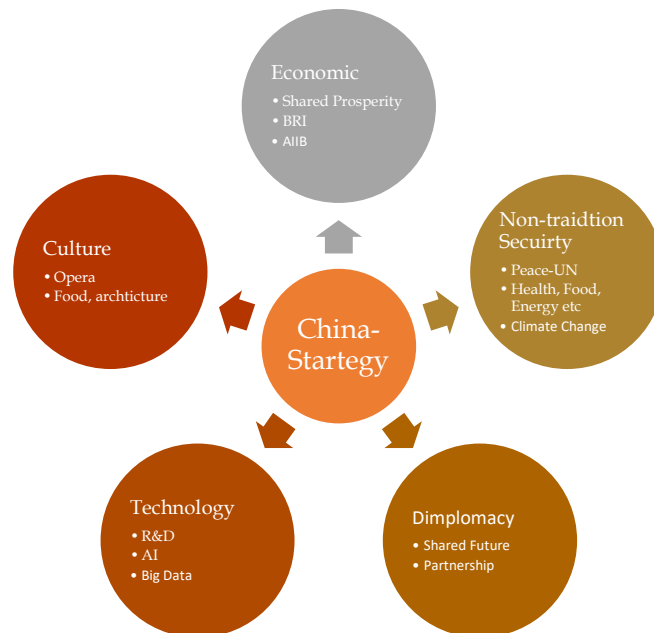 Economic
• Shared Prosperity
• BRI
• AIIB
Non-traidtion
Secuirty
• Peace-UN
• Health, Food,
Energy etc
• Climate Change
Culture
• Opera
• Food, archticture
China-
Startegy
Technology
• R&D
• AI
• Big Data
Dimplomacy
• Shared Future
• Partnership